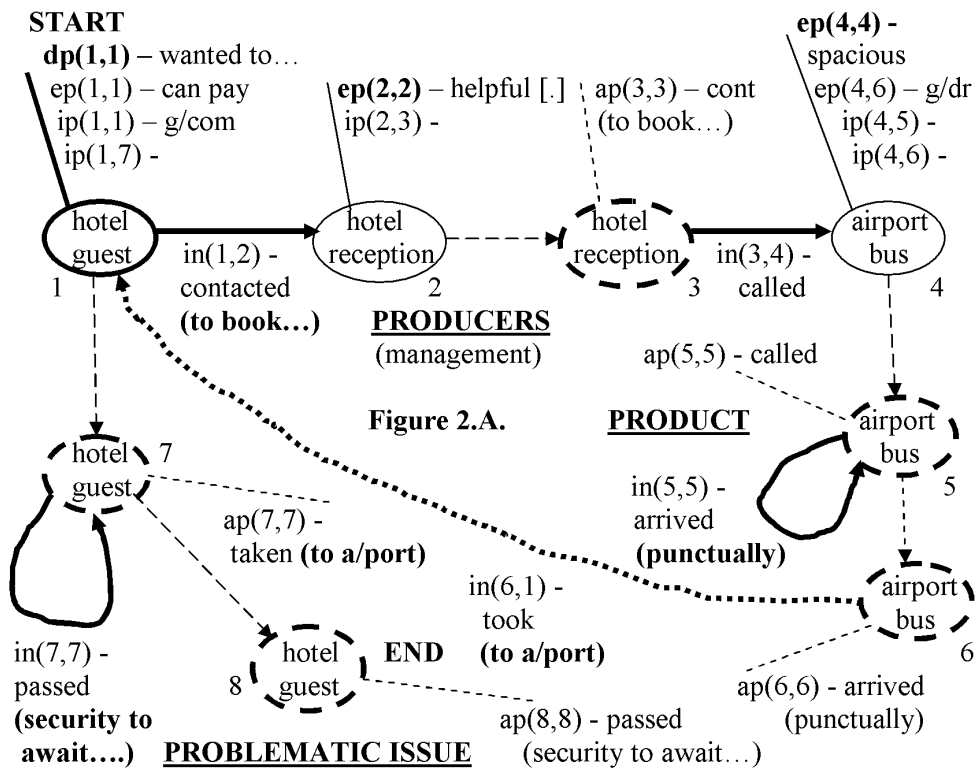 START
dp(1,1) – wanted to…
ep(1,1) – can pay
ip(1,1) – g/com
ip(1,7) -
ep(2,2) – helpful [.]
ip(2,3) -
ap(3,3) – cont
(to book…)
ep(4,4) -
spacious
ep(4,6) – g/dr
ip(4,5) -
ip(4,6) -
hotel
guest
1
in(1,2) -
contacted
(to book…)
hotel
reception
2
hotel
reception
3
in(3,4) -
called
airport
bus
4
PRODUCERS
(management)
ap(5,5) - called
Figure 2.A.
PRODUCT
airport
bus
5
in(5,5) -
arrived
(punctually)
hotel
guest
7
ap(7,7) -
taken (to a/port)
in(6,1) -
took
(to a/port)
airport
bus
6
in(7,7) -
passed
(security to
await….)
hotel
guest
8
END
ap(6,6) - arrived
(punctually)
ap(8,8) - passed
(security to await…)
PROBLEMATIC ISSUE